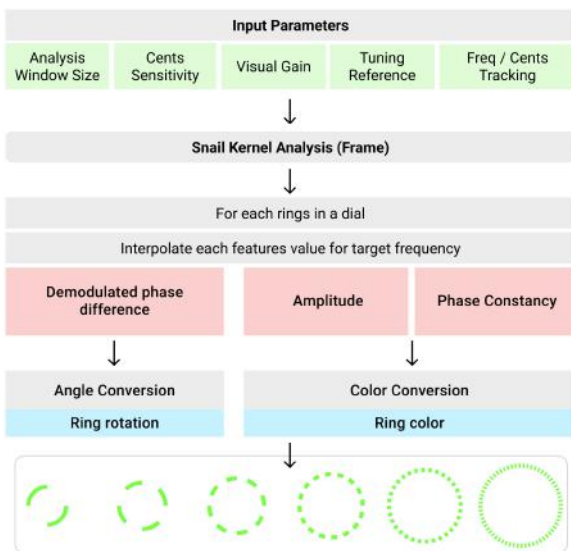 Input Parameters
Analysis
Window Size
Cents
Sensitivity
Visual Gain
Tuning
Reference
Freq / Cents
Tracking
Snail Kernel Analysis (Frame)
For each rings in a dial
Interpolate each features value for target frequency
Demodulated phase
difference
Amplitude
Phase Constancy
Angle Conversion
Color Conversion
Ring rotation
Ring color